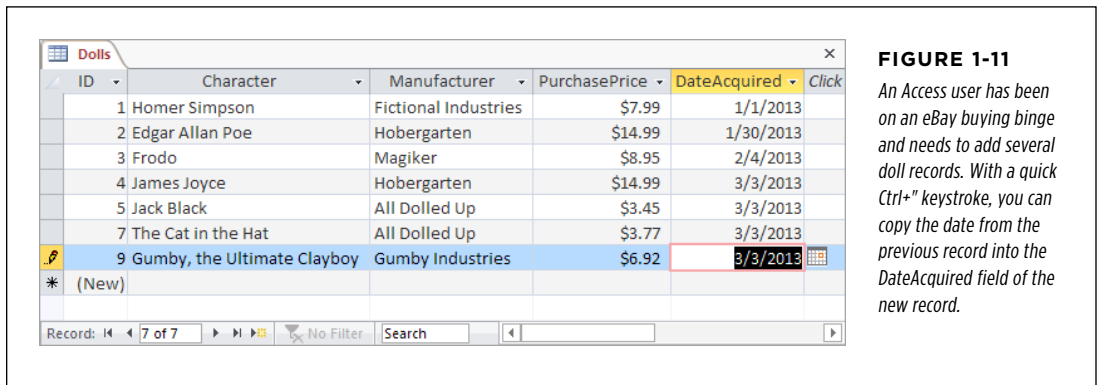 Dolls
ID Character Manufacturer PurchasePrice DateAcquired Click
1 Homer Simpson Fictional Industries $7.99 1/1/2013
2 Edgar Allan Poe Hobergarten $14.99 1/30/2013
3 Frodo Magiker $8.95 2/4/2013
4 James Joyce Hobergarten $14.99 3/3/2013
5 Jack Black All Dolled Up $3.45 3/3/2013
7 The Cat in the Hat All Dolled Up $3.77 3/3/2013
9 Gumby, the Ultimate Clayboy Gumby Industries $6.92 3/3/2013
(New)
Record: 7 of 7 No Filter Search
FIGURE 1-11
An Access user has been
on an eBay buying binge
and needs to add several
doll records. With a quick
Ctrl+" keystroke, you can
copy the date from the
previous record into the
DateAcquired field of the
new record.